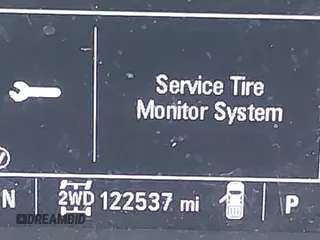 Service Tire
Monitor System
N 2WD 122537 mi P
DREAMBID